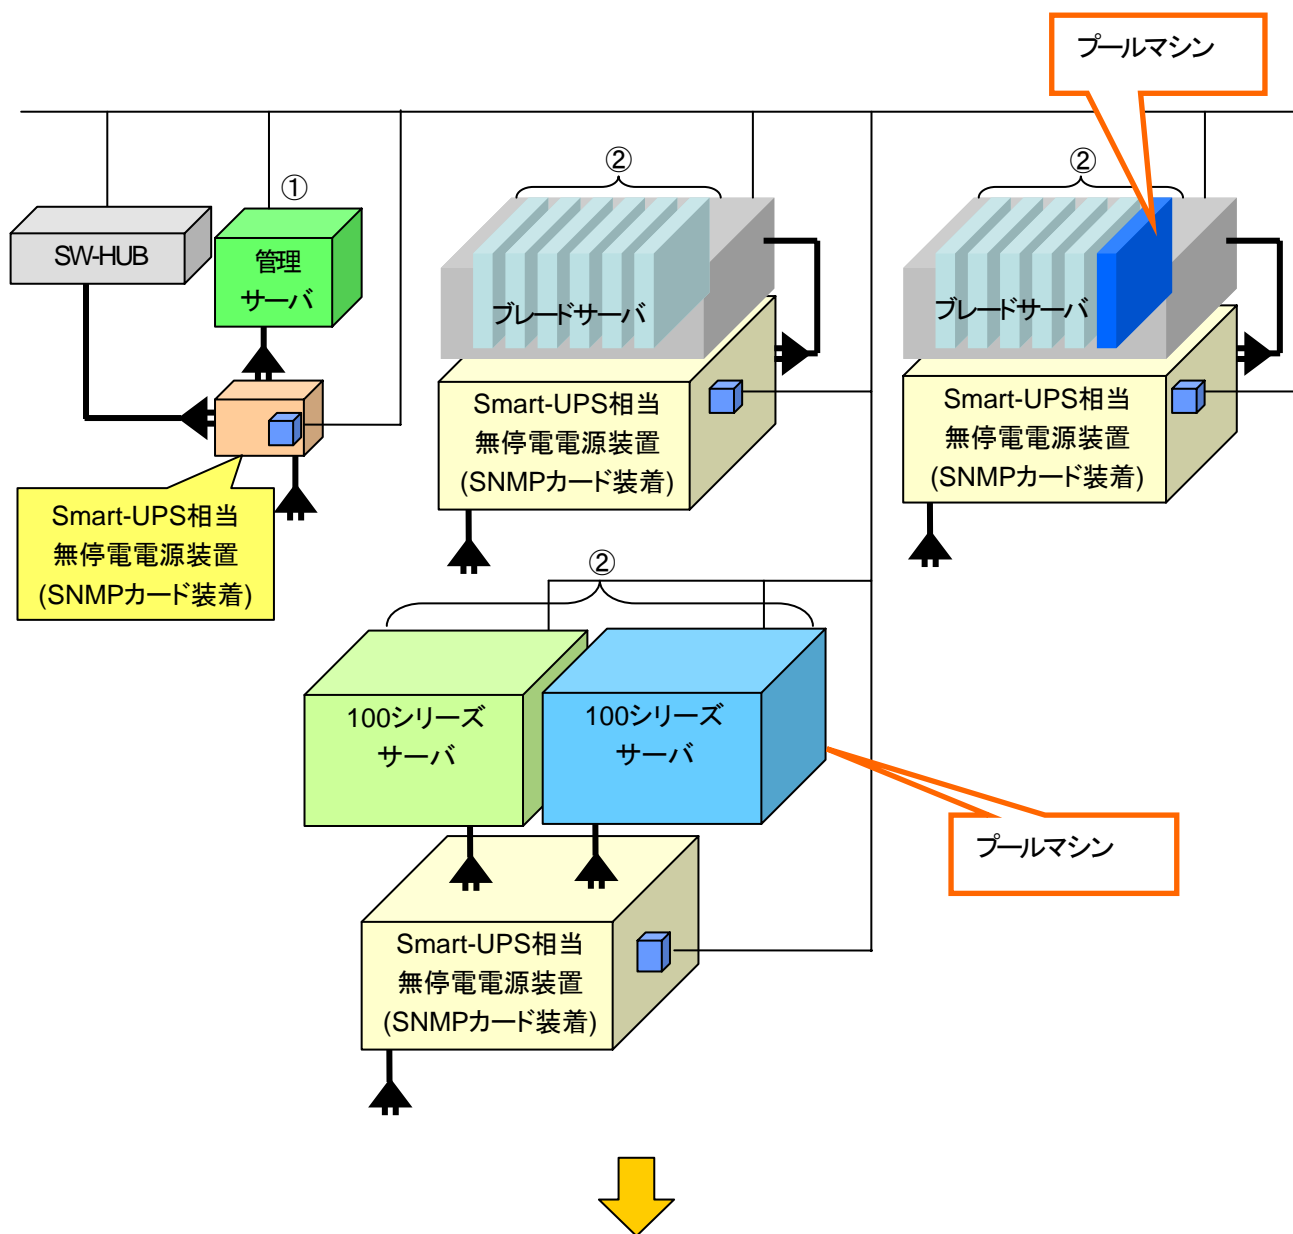 プールマシン
①
②
②
SW-HUB
管理
サーバ
ブレードサーバ
ブレードサーバ
Smart-UPS相当
無停電電源装置
(SNMPカード装着)
Smart-UPS相当
無停電電源装置
(SNMPカード装着)
Smart-UPS相当
無停電電源装置
(SNMPカード装着)
②
100シリーズ
サーバ
100シリーズ
サーバ
プールマシン
Smart-UPS相当
無停電電源装置
(SNMPカード装着)